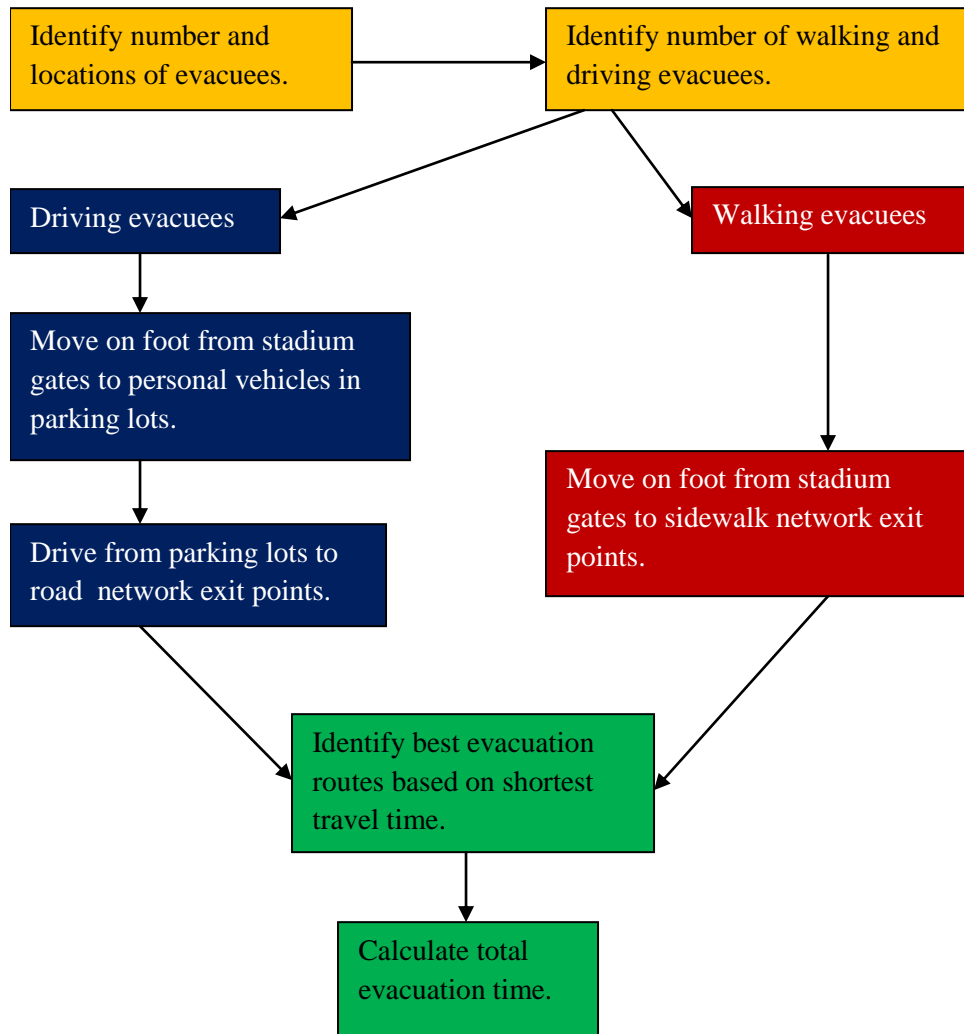 Identify number and
locations of evacuees.
Identify number of walking and
driving evacuees.
Driving evacuees
Walking evacuees
Move on foot from stadium
gates to personal vehicles in
parking lots.
Move on foot from stadium
gates to sidewalk network exit
points.
Drive from parking lots to
road  network exit points.
Identify best evacuation
routes based on shortest
travel time.
Calculate total
evacuation time.